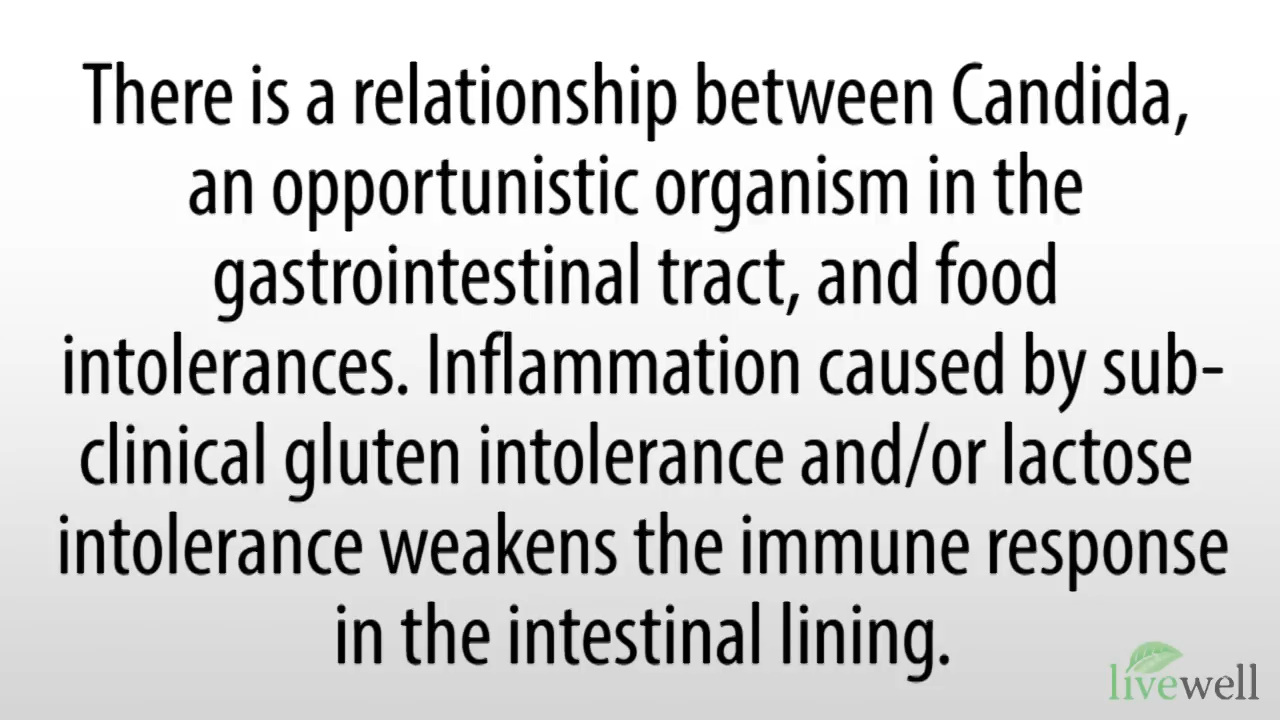 There is a relationship between Candida,
an opportunistic organism in the
gastrointestinal tract, and food
intolerances. Inflammation caused by sub-
clinical gluten intolerance and/or lactose
intolerance weakens the immune response
in the intestinal lining.
livewell